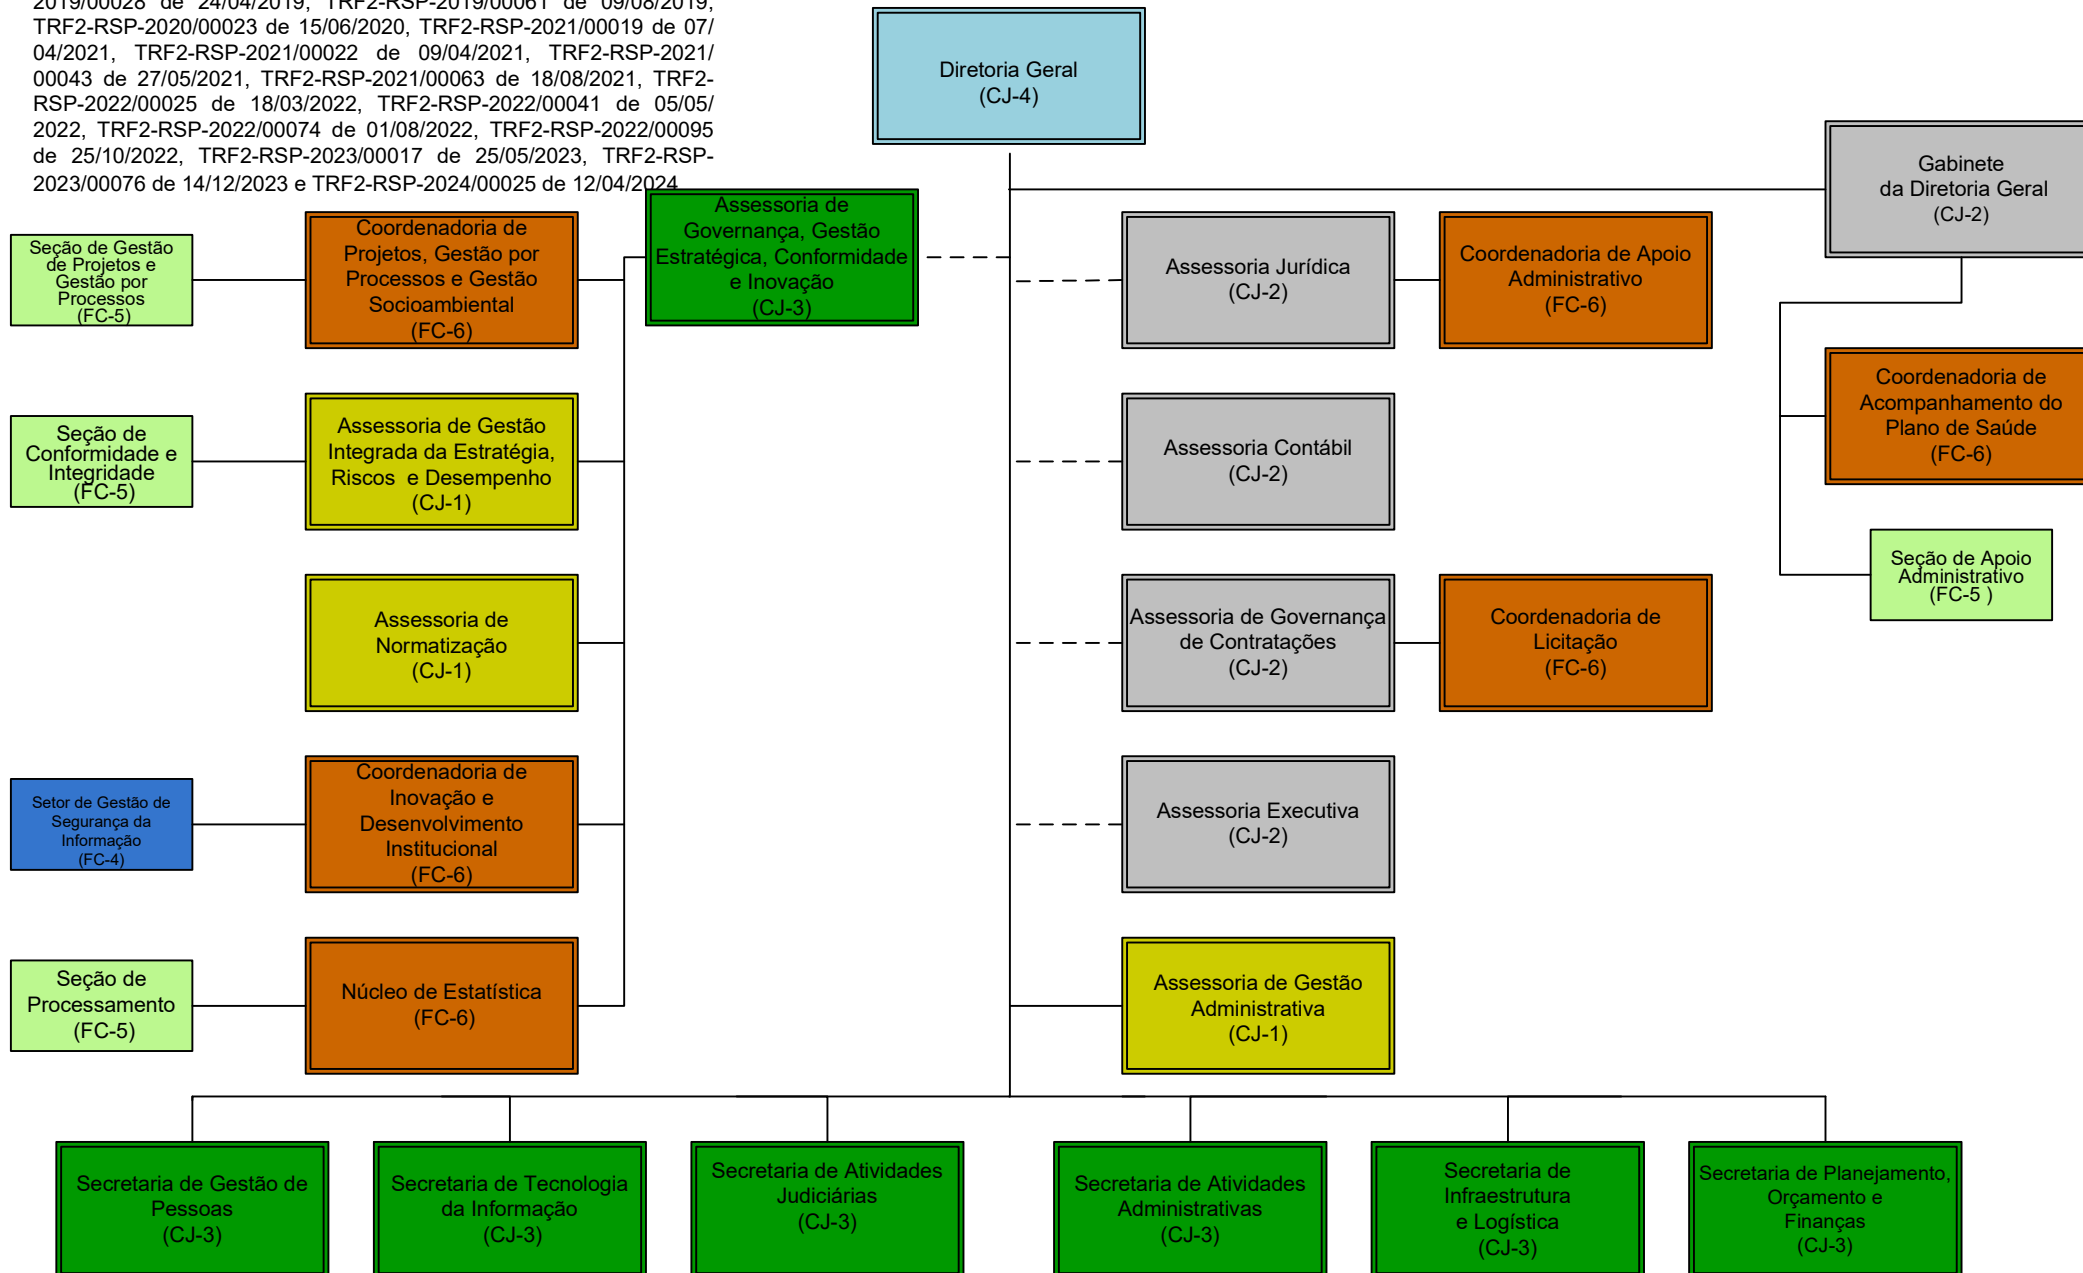 2019/00028 de 24/04/2019, TRF2-RSP-2019/00061 de 09/08/2019,
TRF2-RSP-2020/00023 de 15/06/2020, TRF2-RSP-2021/00019 de 07/
04/2021, TRF2-RSP-2021/00022 de 09/04/2021, TRF2-RSP-2021/
00043 de 27/05/2021, TRF2-RSP-2021/00063 de 18/08/2021, TRF2-
RSP-2022/00025 de 18/03/2022, TRF2-RSP-2022/00041 de 05/05/
2022, TRF2-RSP-2022/00074 de 01/08/2022, TRF2-RSP-2022/00095
de 25/10/2022, TRF2-RSP-2023/00017 de 25/05/2023, TRF2-RSP-
2023/00076 de 14/12/2023 e TRF2-RSP-2024/00025 de 12/04/2024
Diretoria Geral
(CJ-4)
Gabinete
da Diretoria Geral
(CJ-2)
Seção de Gestão
de Projetos e
Gestão por
Processos
(FC-5)
Coordenadoria de
Projetos, Gestão por
Processos e Gestão
Socioambiental
(FC-6)
Assessoria de
Governança, Gestão
Estratégica, Conformidade
e Inovação
(CJ-3)
Assessoria Jurídica
(CJ-2)
Coordenadoria de Apoio
Administrativo
(FC-6)
Coordenadoria de
Acompanhamento do
Plano de Saúde
(FC-6)
Seção de
Conformidade e
Integridade
(FC-5)
Assessoria de Gestão
Integrada da Estratégia,
Riscos e Desempenho
(CJ-1)
Assessoria Contábil
(CJ-2)
Seção de Apoio
Administrativo
(FC-5 )
Assessoria de
Normatização
(CJ-1)
Assessoria de Governança
de Contratações
(CJ-2)
Coordenadoria de
Licitação
(FC-6)
Setor de Gestão de
Segurança da
Informação
(FC-4)
Coordenadoria de
Inovação e
Desenvolvimento
Institucional
(FC-6)
Assessoria Executiva
(CJ-2)
Seção de
Processamento
(FC-5)
Núcleo de Estatística
(FC-6)
Assessoria de Gestão
Administrativa
(CJ-1)
Secretaria de Gestão de
Pessoas
(CJ-3)
Secretaria de Tecnologia
da Informação
(CJ-3)
Secretaria de Atividades
Judiciárias
(CJ-3)
Secretaria de Atividades
Administrativas
(CJ-3)
Secretaria de
Infraestrutura
e Logística
(CJ-3)
Secretaria de Planejamento,
Orçamento e
Finanças
(CJ-3)